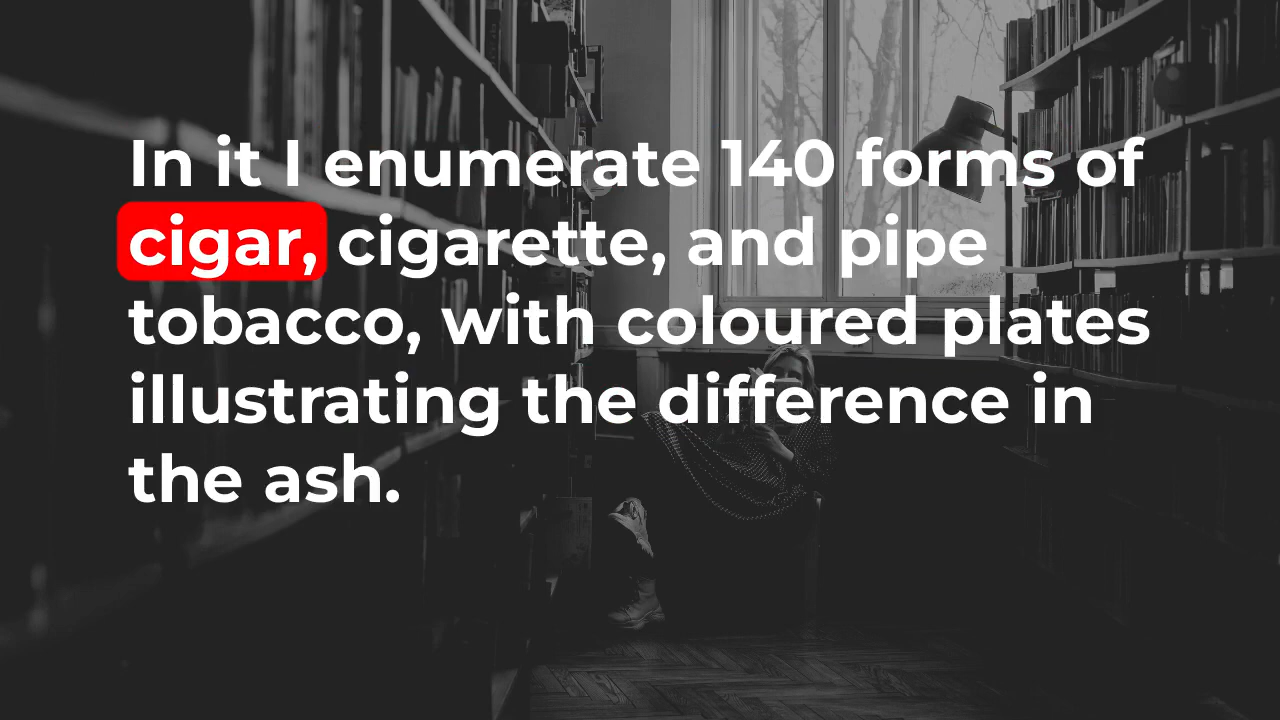 In it I enumerate 140 forms of
cigar, cigarette, and pipe
tobacco, with coloured plates
illustrating the difference in
the ash.